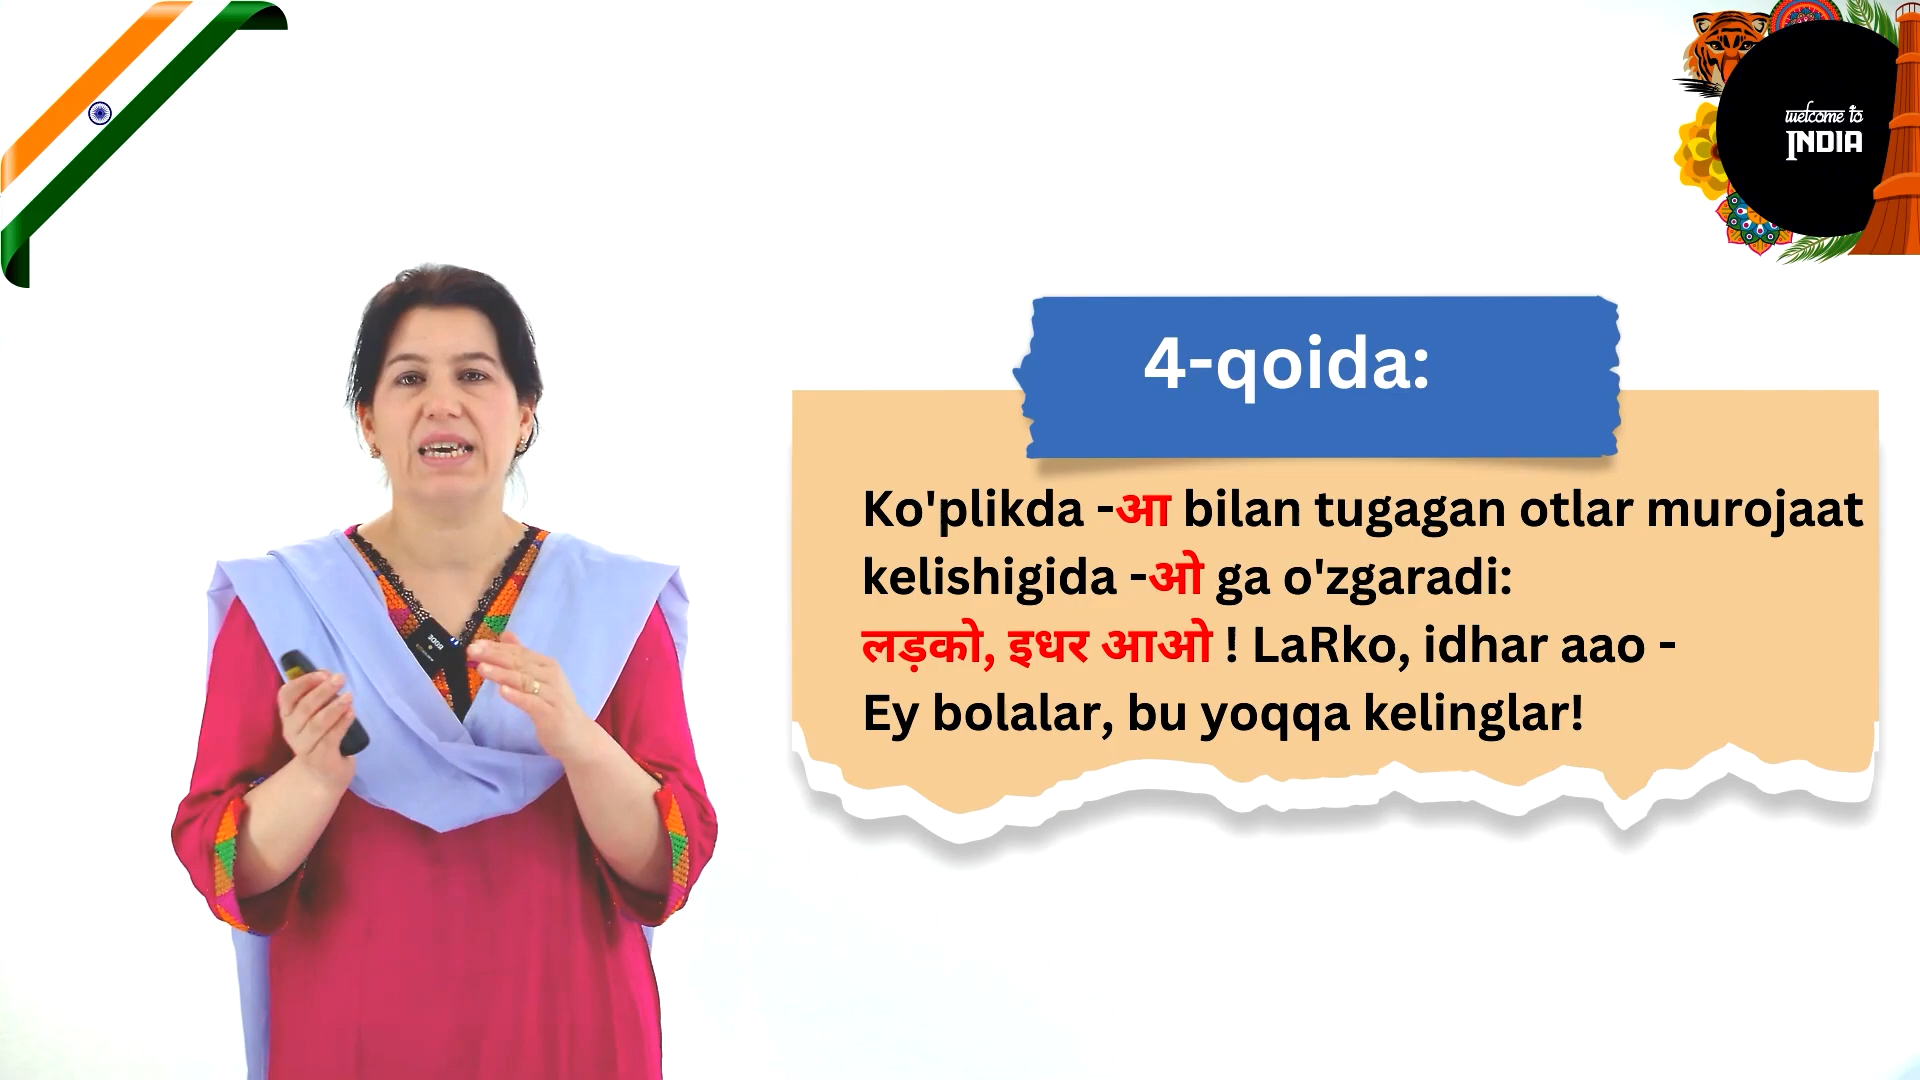 welcome to
INDIA
4-qoida:
Ko'plikda -आ bilan tugagan otlar murojaat
kelishigida -ओ ga o'zgaradi:
लड़को, इधर आओ ! LaRko, idhar aao -
Ey bolalar, bu yoqqa kelinglar!